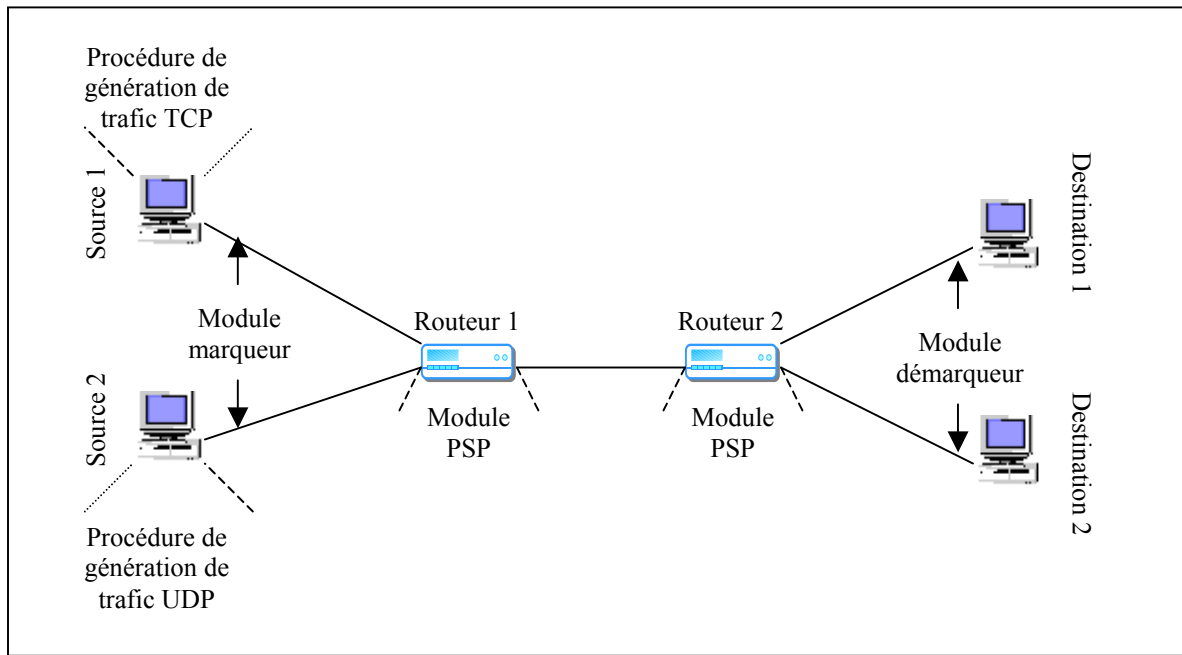 Procédure de
génération de
trafic TCP
Source 1
Destination 1
Module
marqueur
Routeur 1
Routeur 2
Module
démarqueur
Source 2
Module
PSP
Module
PSP
Destination 2
Procédure de
génération de
trafic UDP